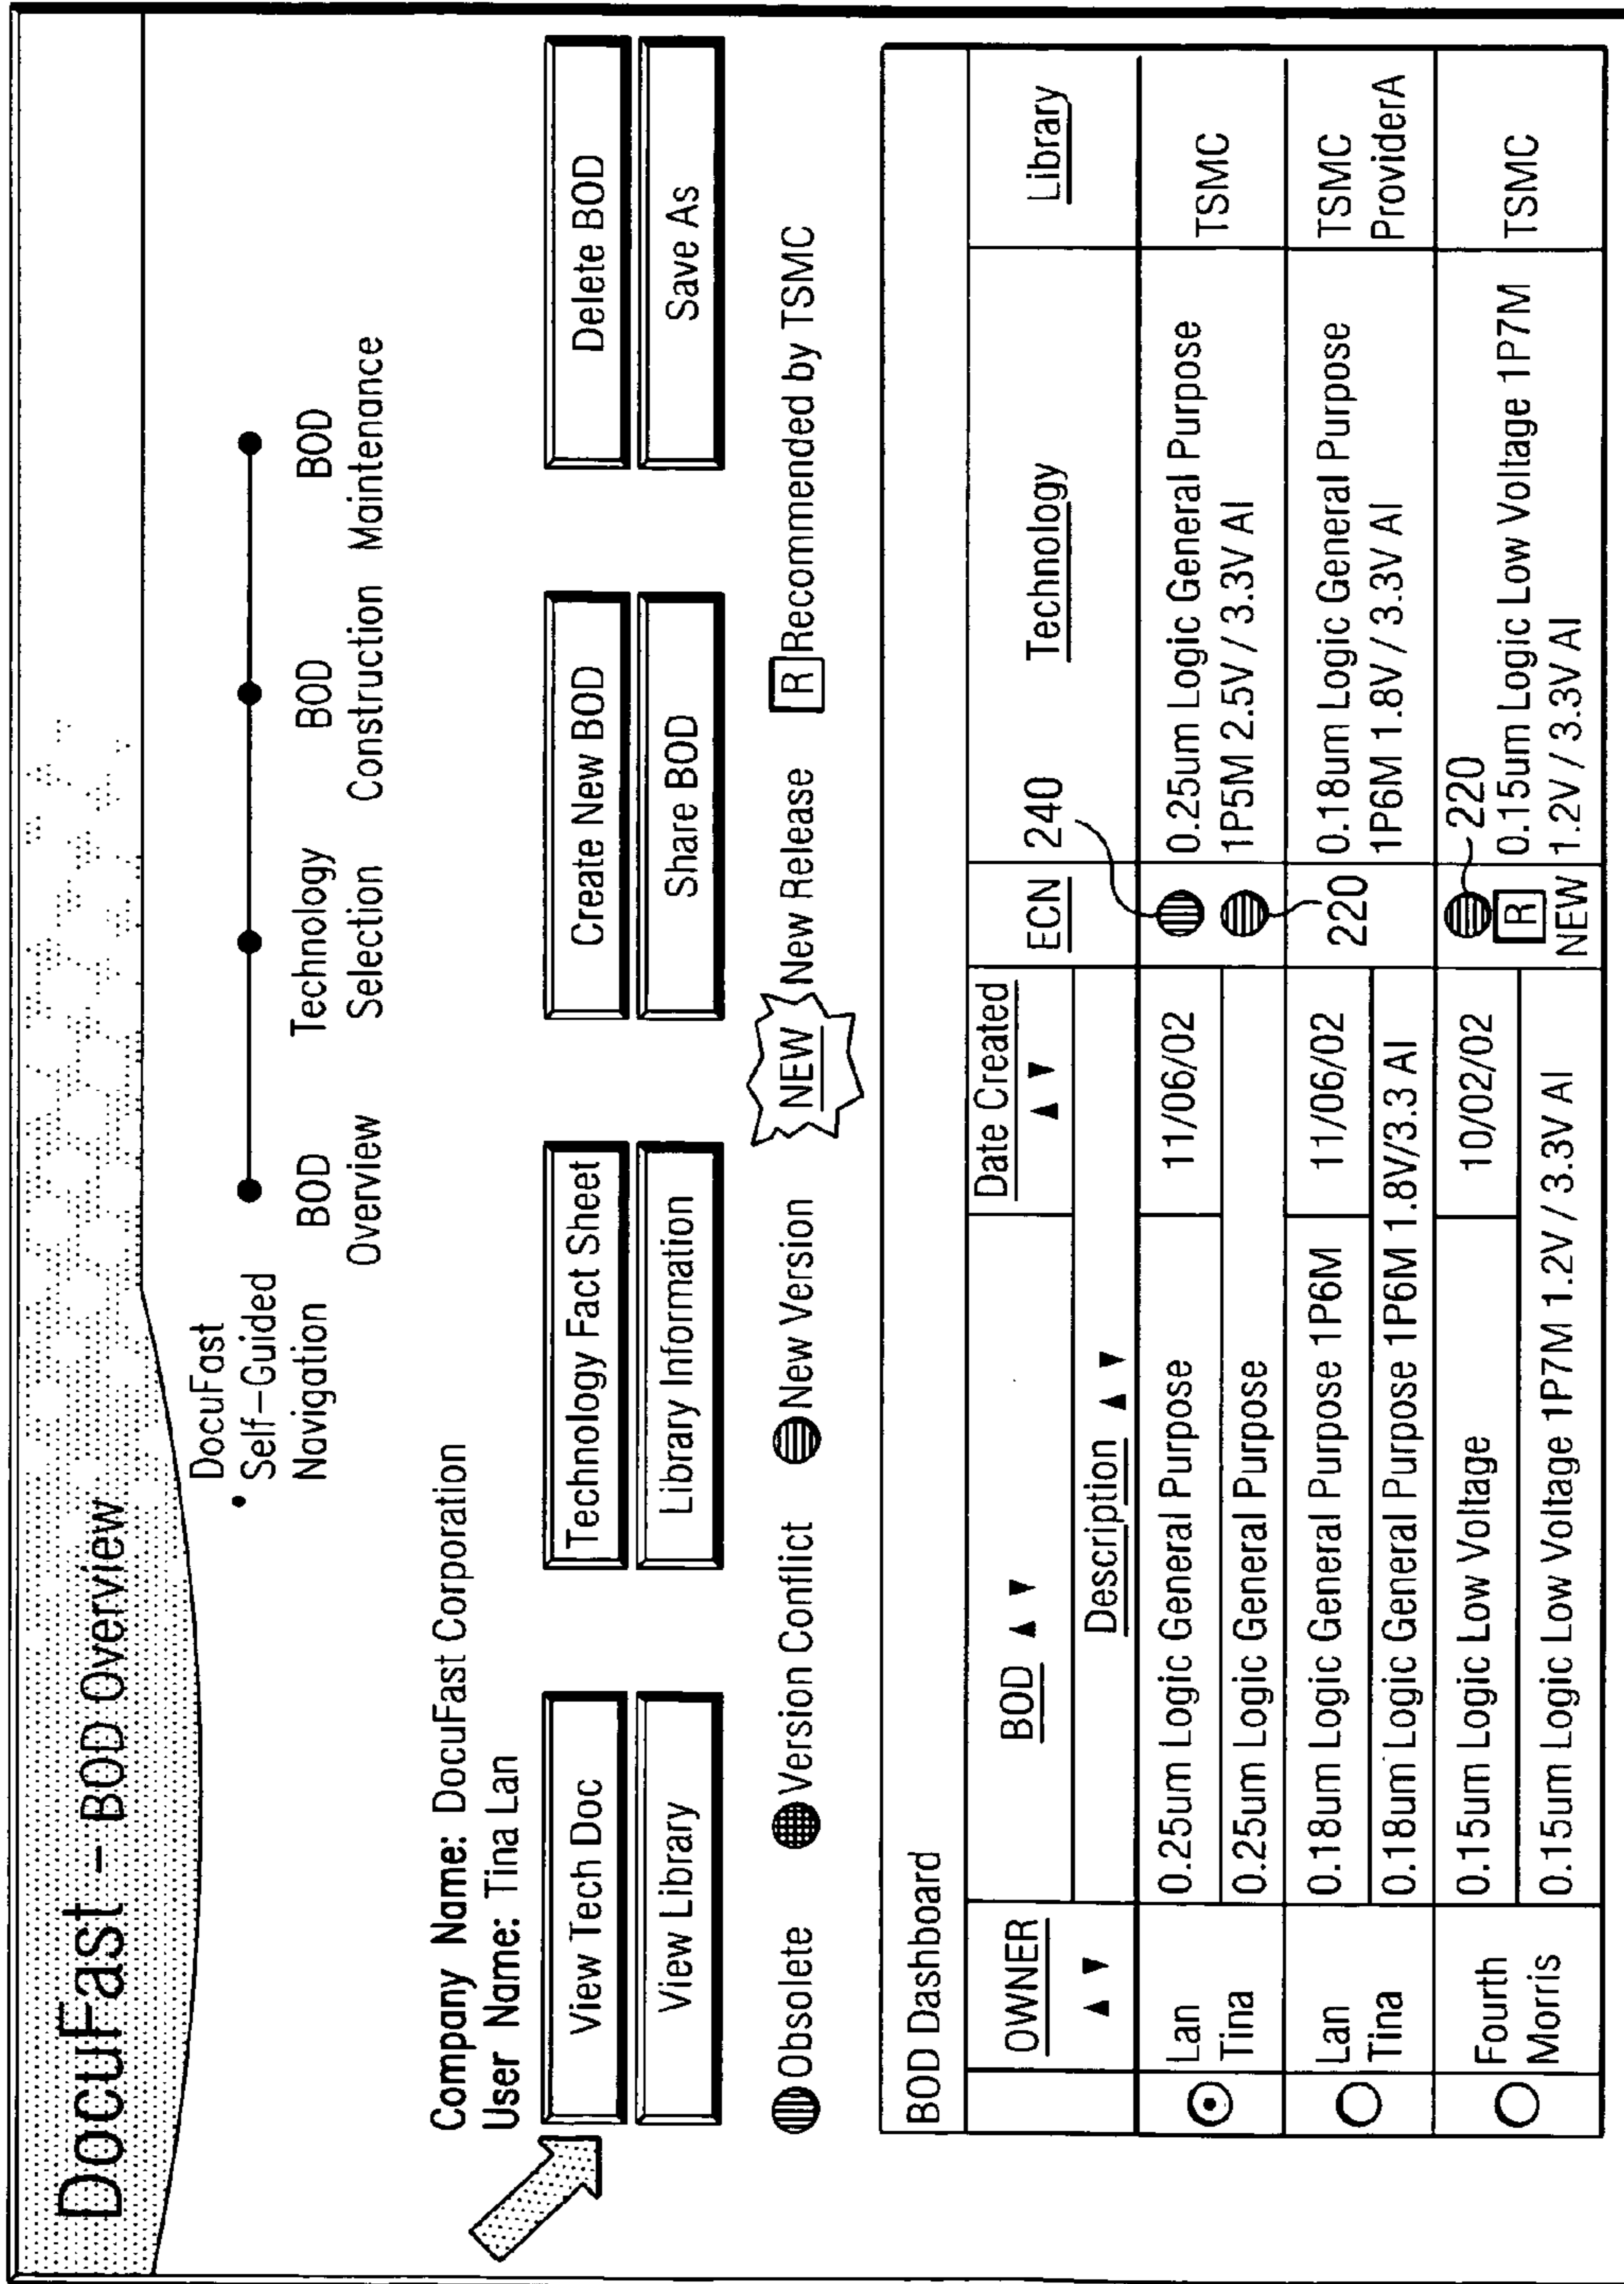 DocuFast - BOD Overview
DocuFast
Self-Guided
Navigation
BOD
Overview
Technology
Selection
BOD
Construction
BOD
Maintenance
Company Name: DocuFast Corporation
User Name: Tina Lan
View Tech Doc
Technology Fact Sheet
Create New BOD
Delete BOD
View Library
Library Information
Share BOD
Save As
Obsolete
Version Conflict
New Version
NEW
New Release
R
Recommended by TSMC
BOD Dashboard
OWNER
BOD
Date Created
Description
ECN
240
Technology
Library
Lan
Tina
0.25um Logic General Purpose
11/06/02
0.25um Logic General Purpose
220
0.25um Logic General Purpose
1P5M 2.5V / 3.3V Al
TSMC
Lan
Tina
0.18um Logic General Purpose 1P6M
11/06/02
0.18um Logic General Purpose 1P6M 1.8V/3.3 Al
0.18um Logic General Purpose
1P6M 1.8V / 3.3V Al
TSMC
ProviderA
Fourth
Morris
0.15um Logic Low Voltage
10/02/02
0.15um Logic Low Voltage 1P7M 1.2V / 3.3V Al
R
NEW
220
0.15um Logic Low Voltage 1P7M
1.2V / 3.3V Al
TSMC